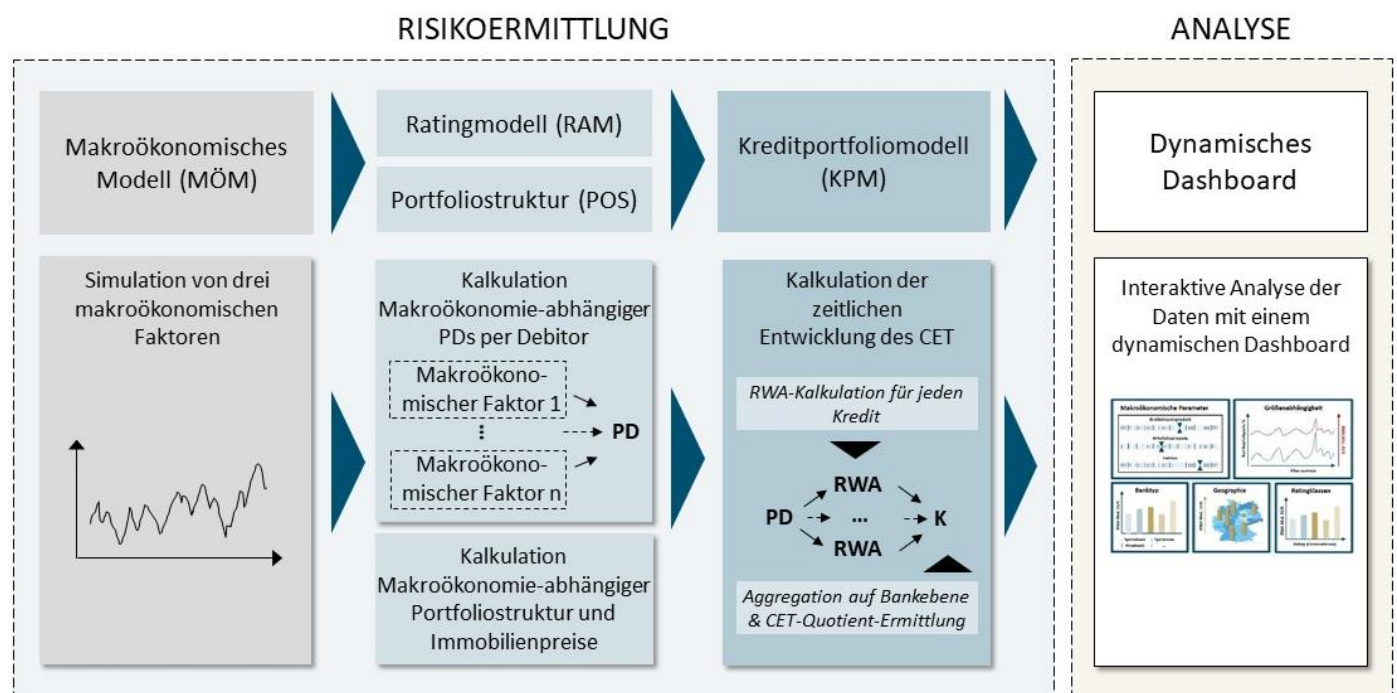 RISIKOERMITTLUNG
ANALYSE
Makroökonomisches
Modell (MÖM)
Ratingmodell (RAM)
Portfoliostruktur (POS)
Kreditportfoliomodell
(KPM)
Dynamisches
Dashboard
Simulation von drei
makroökonomischen
Faktoren
Kalkulation
Makroökonomie-abhängiger
PDs per Debitor
Makroökono-
mischer Faktor 1
⋮
PD
Makroökono-
mischer Faktor n
Kalkulation
Makroökonomie-abhängiger
Portfoliostruktur und
Immobilienpreise
Kalkulation der
zeitlichen
Entwicklung des CET
RWA-Kalkulation für jeden
Kredit
RWA
PD
...
K
RWA
Aggregation auf Bankebene
& CET-Quotient-Ermittlung
Interaktive Analyse der
Daten mit einem
dynamischen Dashboard
Makroökonomische Parameter
Größenabhängigkeit
Banktyp
Geographie
Ratingklassen